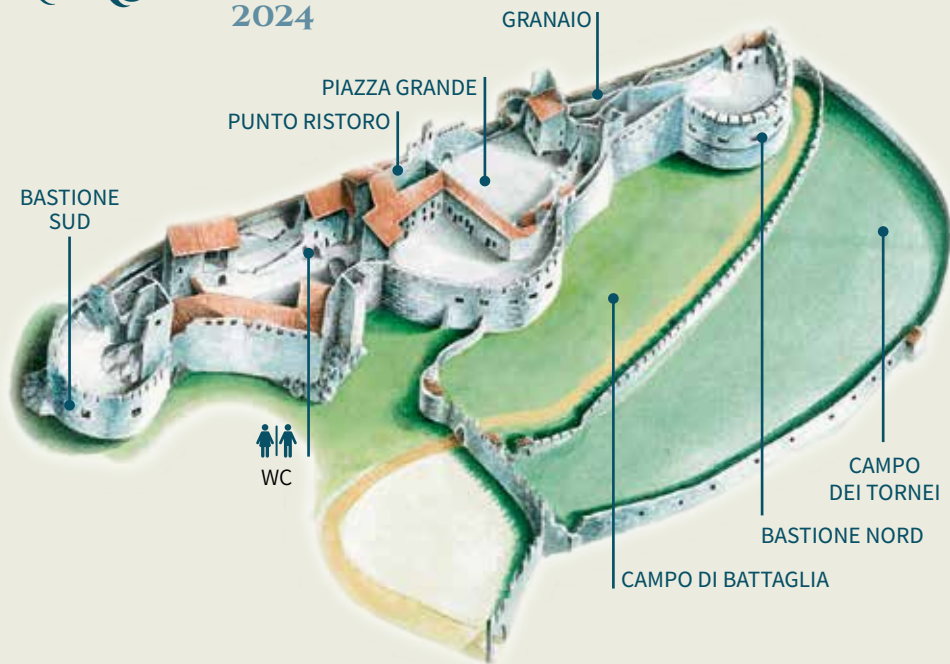 2024
GRANAIO
PIAZZA GRANDE
PUNTO RISTORO
BASTIONE
SUD
WC
CAMPO
DEI TORNEI
BASTIONE NORD
CAMPO DI BATTAGLIA